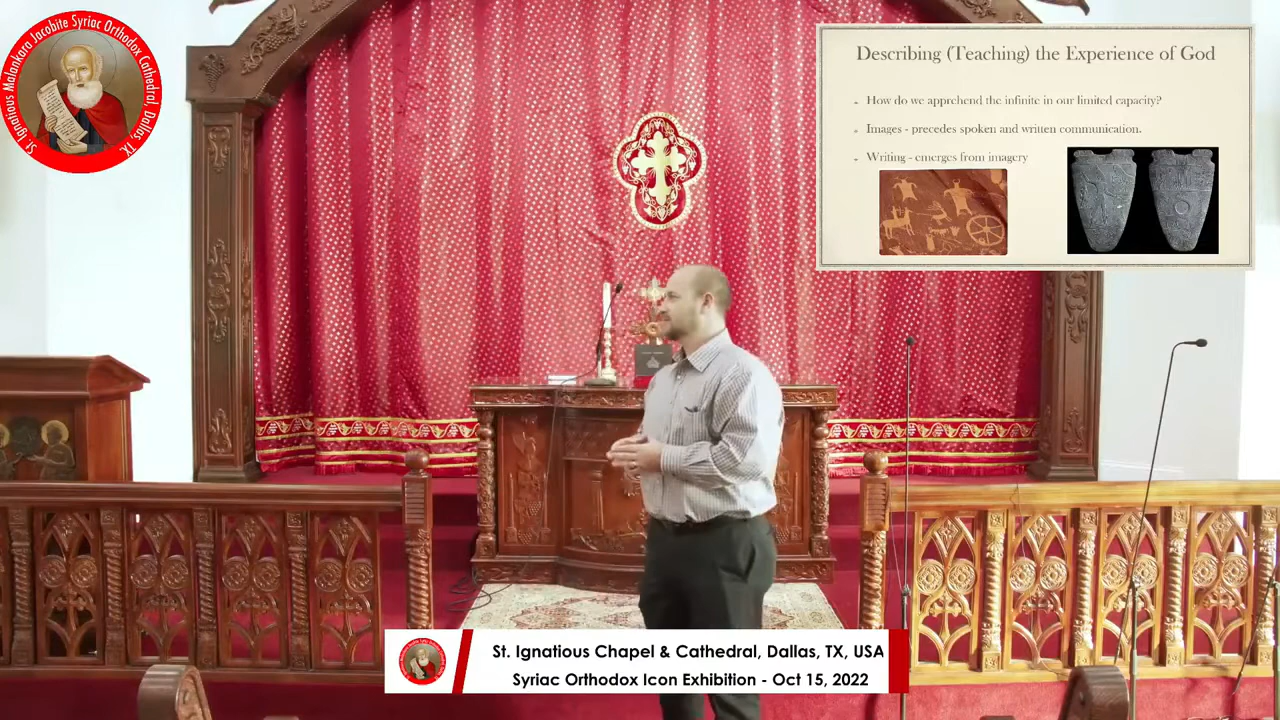 St. Ignatious Malankara Jacobite Syriac Orthodox Cathedral, Dallas, TX,
Describing (Teaching) the Experience of God
How do we apprehend the infinite in our limited capacity?
Images - precedes spoken and written communication.
Writing - emerges from imagery
St. Ignatious Chapel & Cathedral, Dallas, TX, USA
Syriac Orthodox Icon Exhibition - Oct 15, 2022